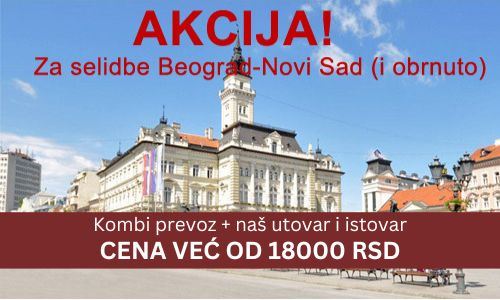 AKCIJA!
Za selidbe Beograd-Novi Sad (i obrnuto)
Kombi prevoz + naš utovar i istovar
CENA VEĆ OD 18000 RSD